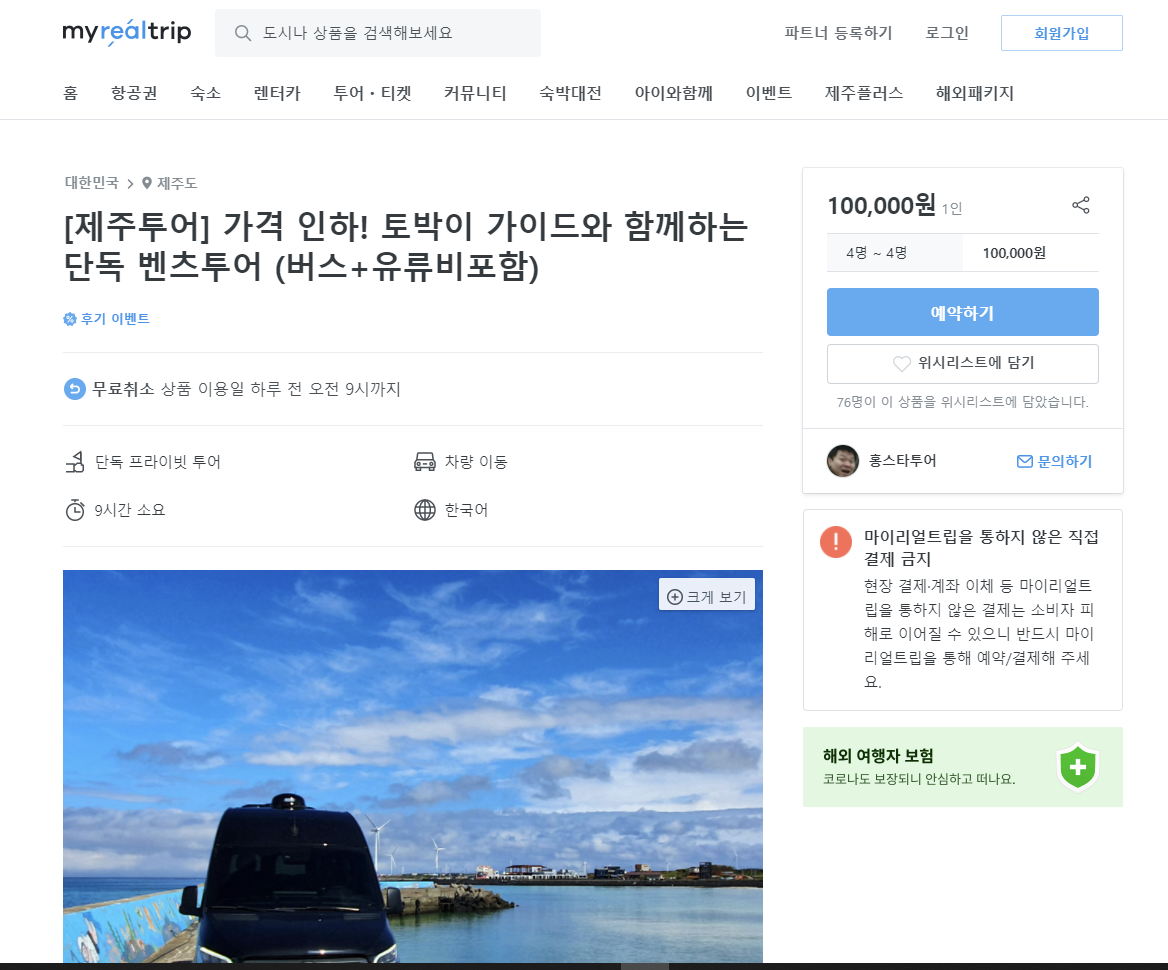 myrealtrip
도시나 상품을 검색해보세요
파트너 등록하기
로그인
회원가입
홈
항공권
숙소
렌터카
투어・티켓
커뮤니티
숙박대전
아이와함께
이벤트
제주플러스
해외패키지
대한민국
제주도
[제주투어] 가격 인하! 토박이 가이드와 함께하는
단독 벤츠투어 (버스+유류비포함)
후기 이벤트
무료취소 상품 이용일 하루 전 오전 9시까지
단독 프라이빗 투어
차량 이동
9시간 소요
한국어
크게 보기
100,000원 1인
4명 ~ 4명
100,000원
예약하기
위시리스트에 담기
76명이 이 상품을 위시리스트에 담았습니다.
홍스타투어
문의하기
마이리얼트립을 통하지 않은 직접
결제 금지
현장 결제·계좌 이체 등 마이리얼트
립을 통하지 않은 결제는 소비자 피
해로 이어질 수 있으니 반드시 마이
리얼트립을 통해 예약/결제해 주세
요.
해외 여행자 보험
코로나도 보장되니 안심하고 떠나요.